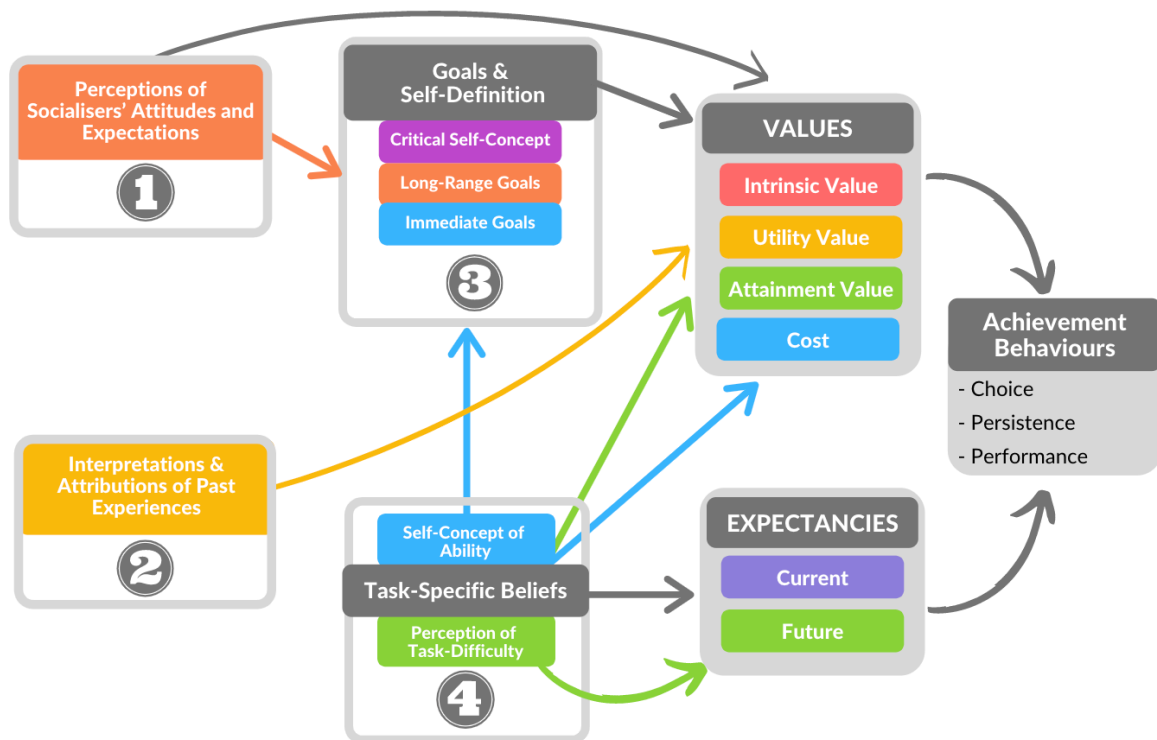 Perceptions of
Socialisers' Attitudes and
Expectations
1
Goals &
Self-Definition
Critical Self-Concept
Long-Range Goals
Immediate Goals
3
VALUES
Intrinsic Value
Utility Value
Attainment Value
Cost
Achievement
Behaviours
- Choice
- Persistence
- Performance
Interpretations &
Attributions of Past
Experiences
2
Self-Concept of
Ability
Task-Specific Beliefs
Perception of
Task-Difficulty
4
EXPECTANCIES
Current
Future